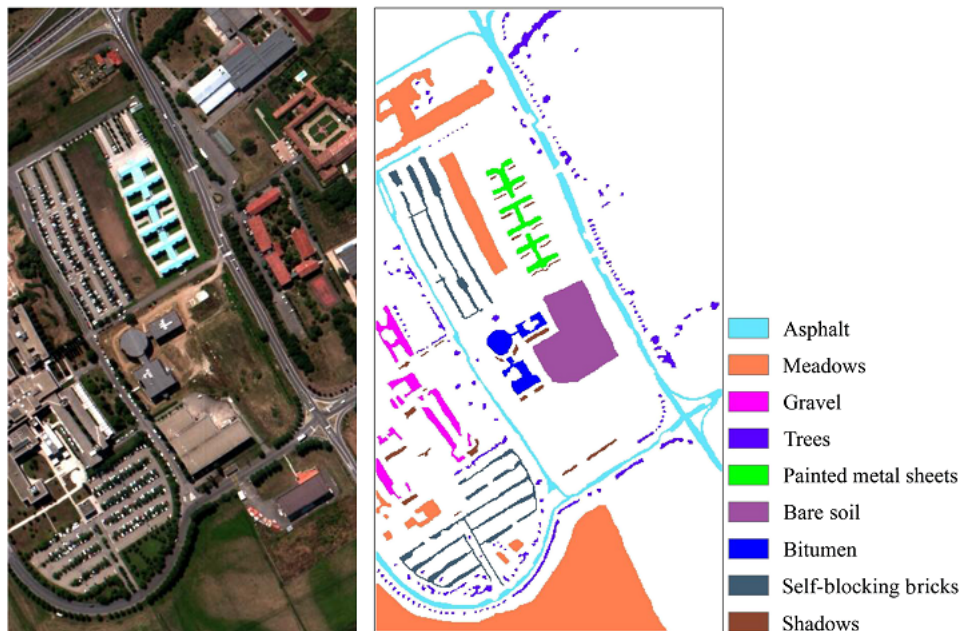 Asphalt
Meadows
Gravel
Trees
Painted metal sheets
Bare soil
Bitumen
Self-blocking bricks
Shadows